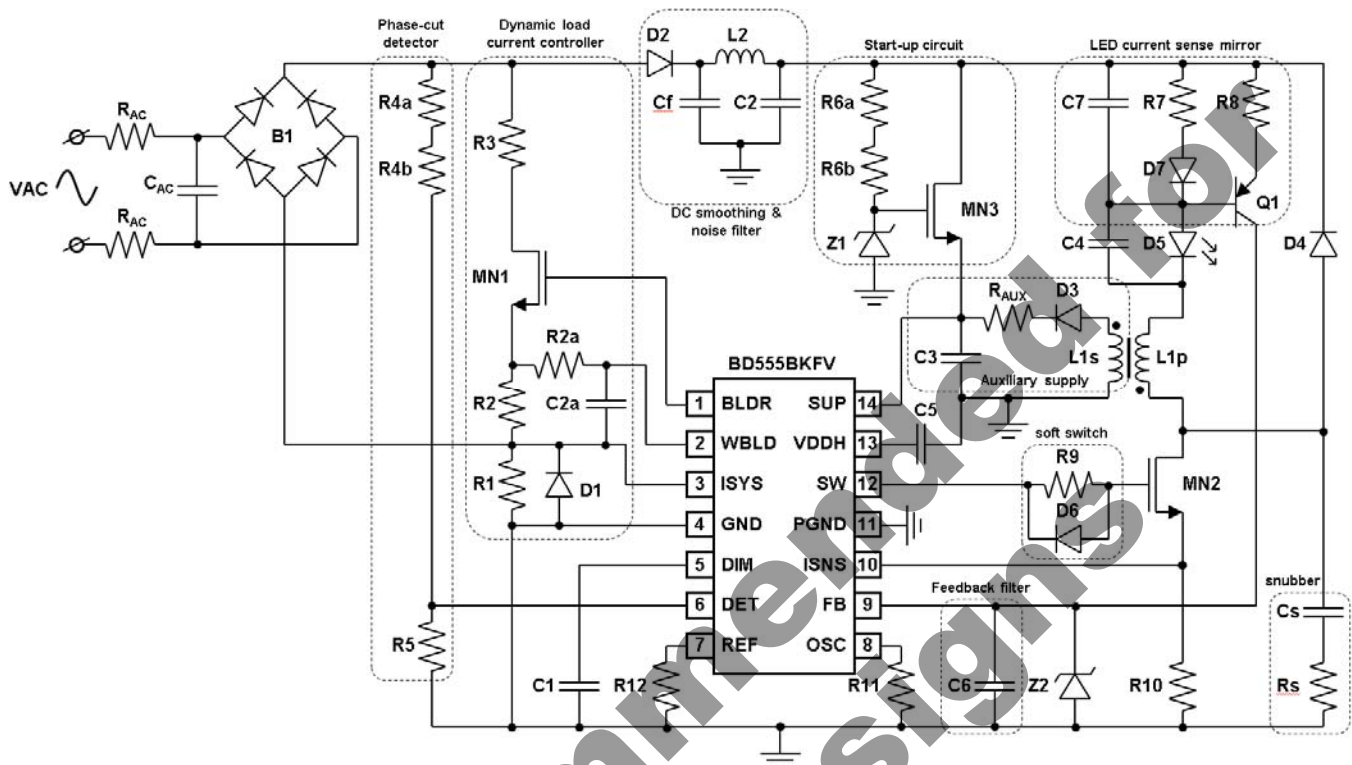 Phase-cut
detector
Dynamic load
current controller
D2
L2
Start-up circuit
LED current sense mirror
R4a
Cf
C2
R6a
C7
R7
R8
RAC
B1
R3
R4b
R6b
D7
VAC
CAC
MN3
Q1
RAC
DC smoothing &
noise filter
Z1
C4
D5
D4
MN1
RAUX
D3
R2a
BD555BKFV
C3
L1s
L1p
Auxiliary supply
R2
C2a
1 BLDR SUP 14
C5
soft switch
2 WBLD VDDH 13
R9
R1
D1
3 ISYS SW 12
MN2
D6
4 GND PGND 11
5 DIM ISNS 10
Feedback filter
snubber
6 DET FB 9
Cs
R5
7 REF OSC 8
C1
R12
R11
C6
Z2
R10
Rs
mmended for
signs